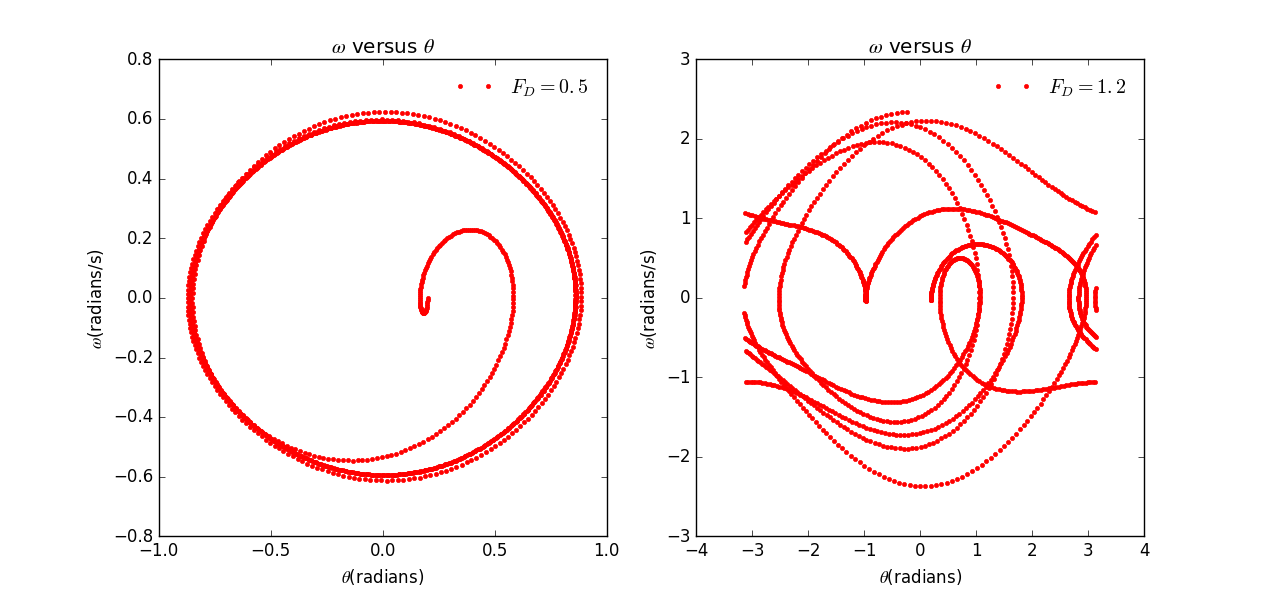 ω versus θ
F_D = 0.5
0.8
0.6
0.4
0.2
0.0
−0.2
−0.4
−0.6
−0.8
ω(radians/s)
−1.0 −0.5 0.0 0.5 1.0
θ(radians)
ω versus θ
F_D = 1.2
3
2
1
0
−1
−2
−3
ω(radians/s)
−4 −3 −2 −1 0 1 2 3 4
θ(radians)